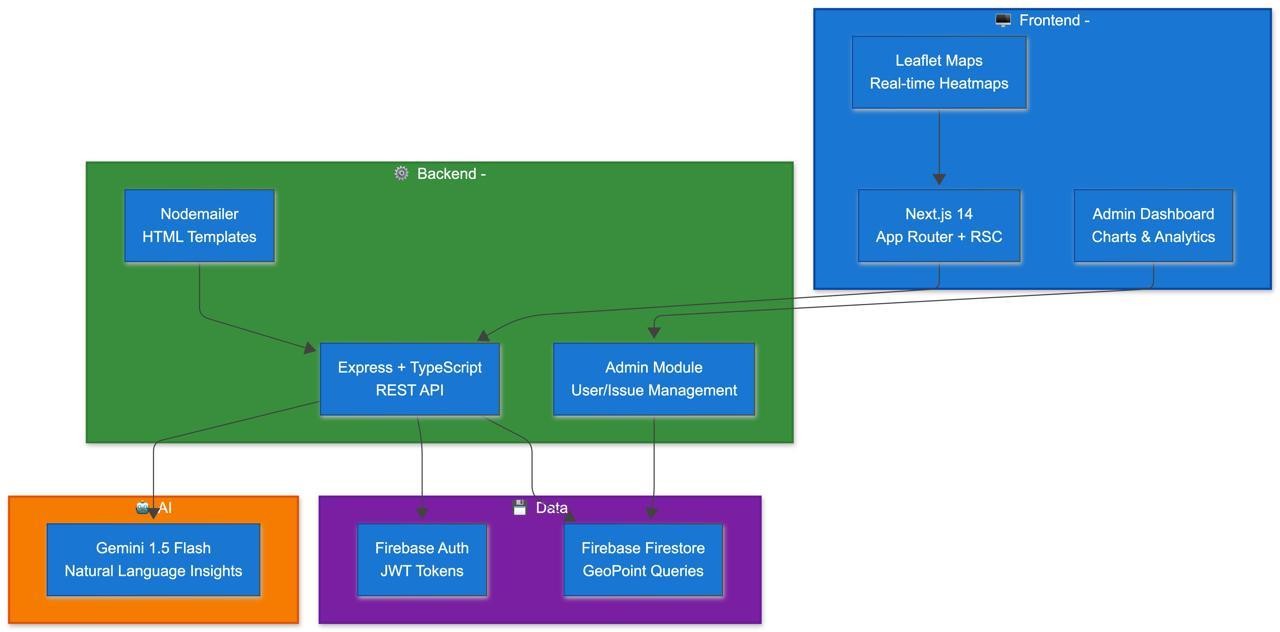 🖥️ Frontend -
Leaflet Maps
Real-time Heatmaps
Next.js 14
App Router + RSC
Admin Dashboard
Charts & Analytics
⚙️ Backend -
Nodemailer
HTML Templates
Express + TypeScript
REST API
Admin Module
User/Issue Management
🤖 AI
Gemini 1.5 Flash
Natural Language Insights
💾 Data
Firebase Auth
JWT Tokens
Firebase Firestore
GeoPoint Queries